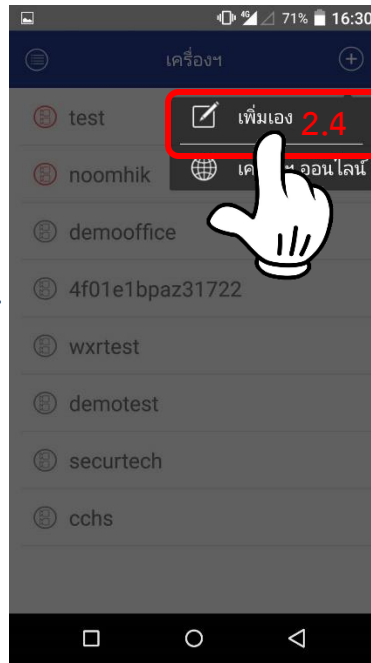 4G 71% 16:30
เครื่องฯ
test
เพิ่มเอง 2.4
noomhik
ออนไลน์
demooffice
4f01e1bpaz31722
wxrtest
demotest
securtech
cchs